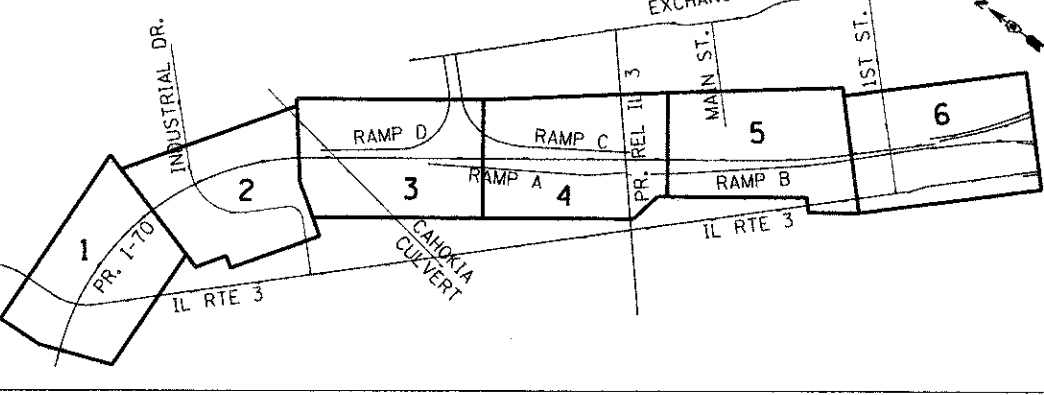 INDUSTRIAL DR.
MAIN ST.
1ST ST.
RAMP D
RAMP C
PR. REL IL 3
5
6
RAMP A
RAMP B
1
2
3
4
PR. I-70
CAHOKIA
CULVERT
IL RTE 3
IL RTE 3